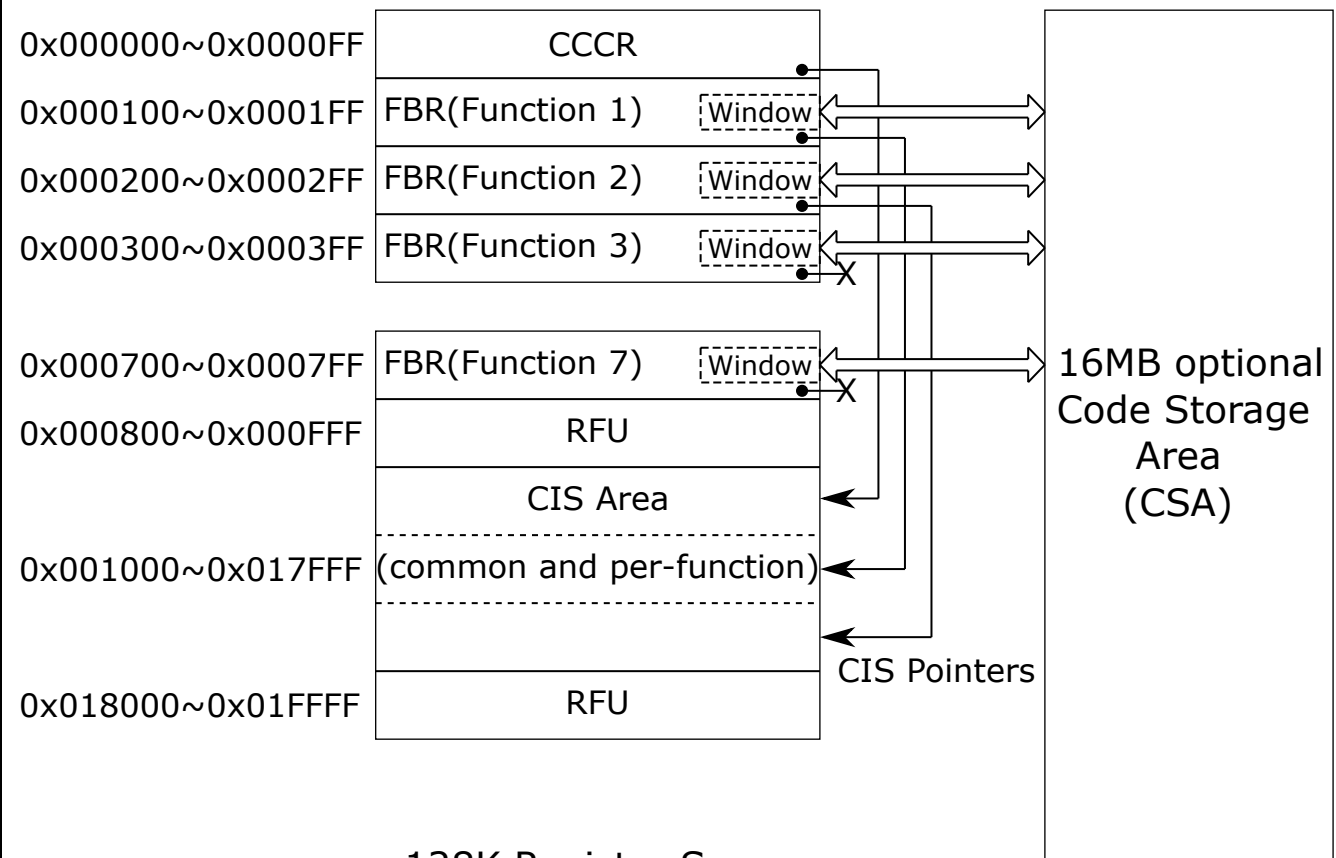 0x000000~0x0000FF CCCR
0x000100~0x0001FF FBR(Function 1) Window
0x000200~0x0002FF FBR(Function 2) Window
0x000300~0x0003FF FBR(Function 3) Window
X
0x000700~0x0007FF FBR(Function 7) Window
X
0x000800~0x000FFF RFU
CIS Area
0x001000~0x017FFF (common and per-function)
CIS Pointers
0x018000~0x01FFFF RFU
16MB optional
Code Storage
Area
(CSA)
128K Register